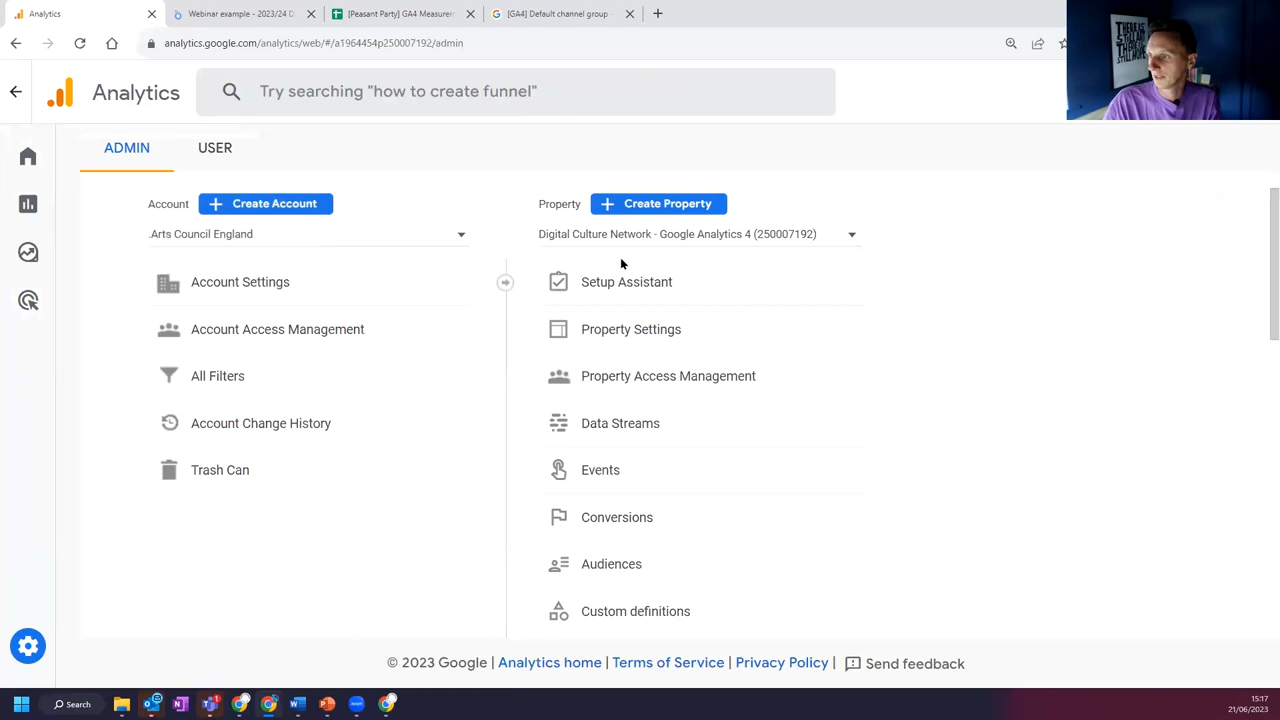 Analytics
Webinar example - 2023/24 D
[Peasant Party] GA4 Measurem
[GA4] Default channel group
analytics.google.com/analytics/web/#/a1964454p250007192/admin
Analytics
Try searching "how to create funnel"
ADMIN
USER
Account
Create Account
.Arts Council England
Account Settings
Account Access Management
All Filters
Account Change History
Trash Can
Property
Create Property
Digital Culture Network - Google Analytics 4 (250007192)
Setup Assistant
Property Settings
Property Access Management
Data Streams
Events
Conversions
Audiences
Custom definitions
© 2023 Google | Analytics home | Terms of Service | Privacy Policy | Send feedback
Search
15:17
21/06/2023